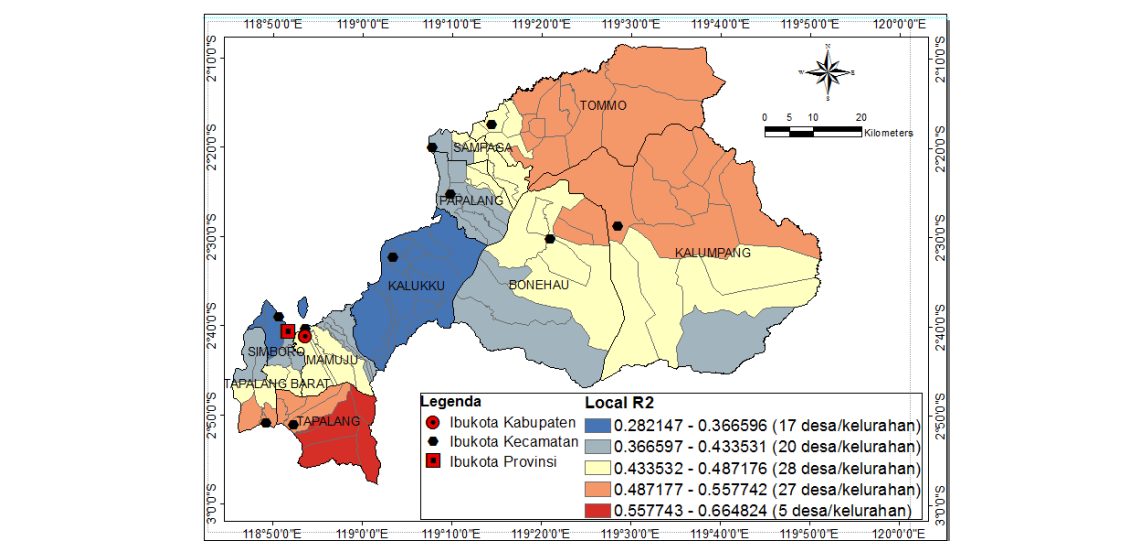 118°50'0"E 119°0'0"E 119°10'0"E 119°20'0"E 119°30'0"E 119°40'0"E 119°50'0"E 120°0'0"E
2°10'0"S 2°10'0"S
2°20'0"S 2°20'0"S
2°30'0"S 2°30'0"S
2°40'0"S 2°40'0"S
2°50'0"S 2°50'0"S
3°0'0"S 3°0'0"S
N
W E
S
0 5 10 20
Kilometers
TOMMO
SAMPAGA
PAPALANG
KALUMPANG
KALUKKU
BONEHAU
SIMBORO
MAMUJU
TAPALANG BARAT
TAPALANG
Legenda
Ibukota Kabupaten
Ibukota Kecamatan
Ibukota Provinsi
Local R2
0.282147 - 0.366596 (17 desa/kelurahan)
0.366597 - 0.433531 (20 desa/kelurahan)
0.433532 - 0.487176 (28 desa/kelurahan)
0.487177 - 0.557742 (27 desa/kelurahan)
0.557743 - 0.664824 (5 desa/kelurahan)
118°50'0"E 119°0'0"E 119°10'0"E 119°20'0"E 119°30'0"E 119°40'0"E 119°50'0"E 120°0'0"E